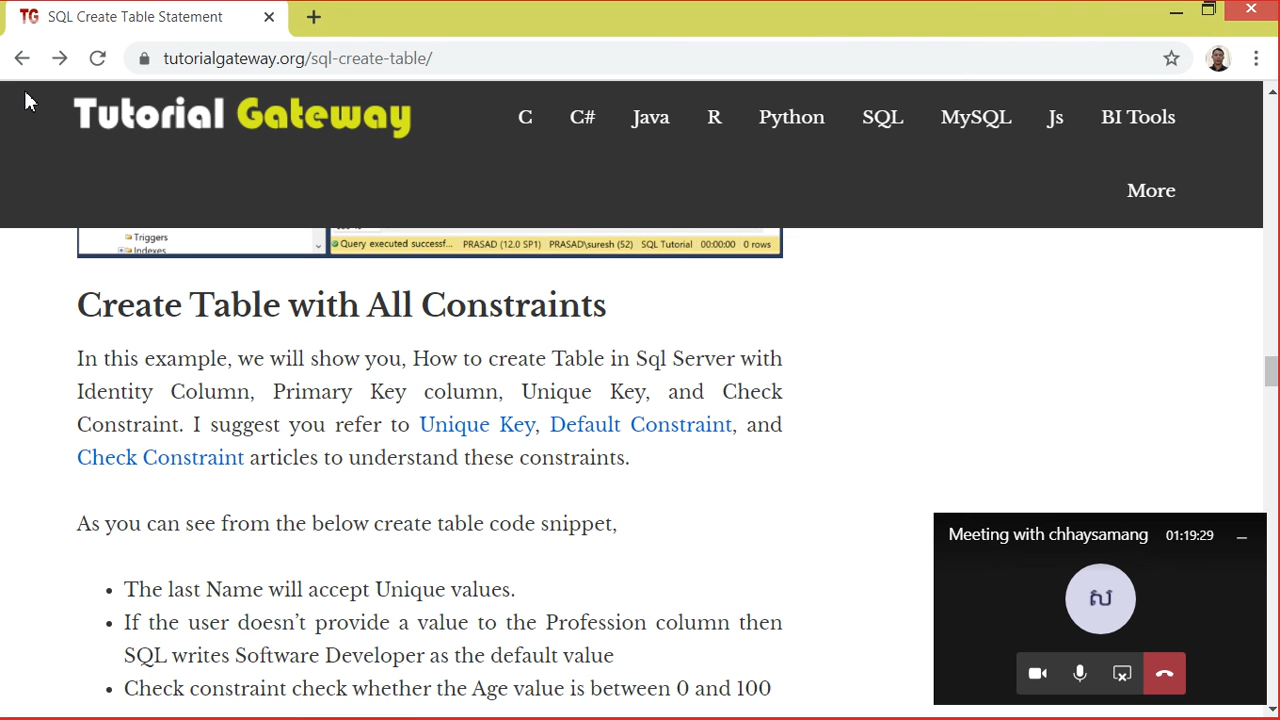 TG SQL Create Table Statement
tutorialgateway.org/sql-create-table/
Tutorial Gateway
C C# Java R Python SQL MySQL Js BI Tools
More
Triggers
Indexes
Query executed successf... PRASAD (12.0 SP1) PRASAD\suresh (52) SQL Tutorial 00:00:00 0 rows
Create Table with All Constraints
In this example, we will show you, How to create Table in Sql Server with
Identity Column, Primary Key column, Unique Key, and Check
Constraint. I suggest you refer to Unique Key, Default Constraint, and
Check Constraint articles to understand these constraints.
As you can see from the below create table code snippet,
• The last Name will accept Unique values.
• If the user doesn’t provide a value to the Profession column then
SQL writes Software Developer as the default value
• Check constraint check whether the Age value is between 0 and 100
Meeting with chhaysamang 01:19:29
ស